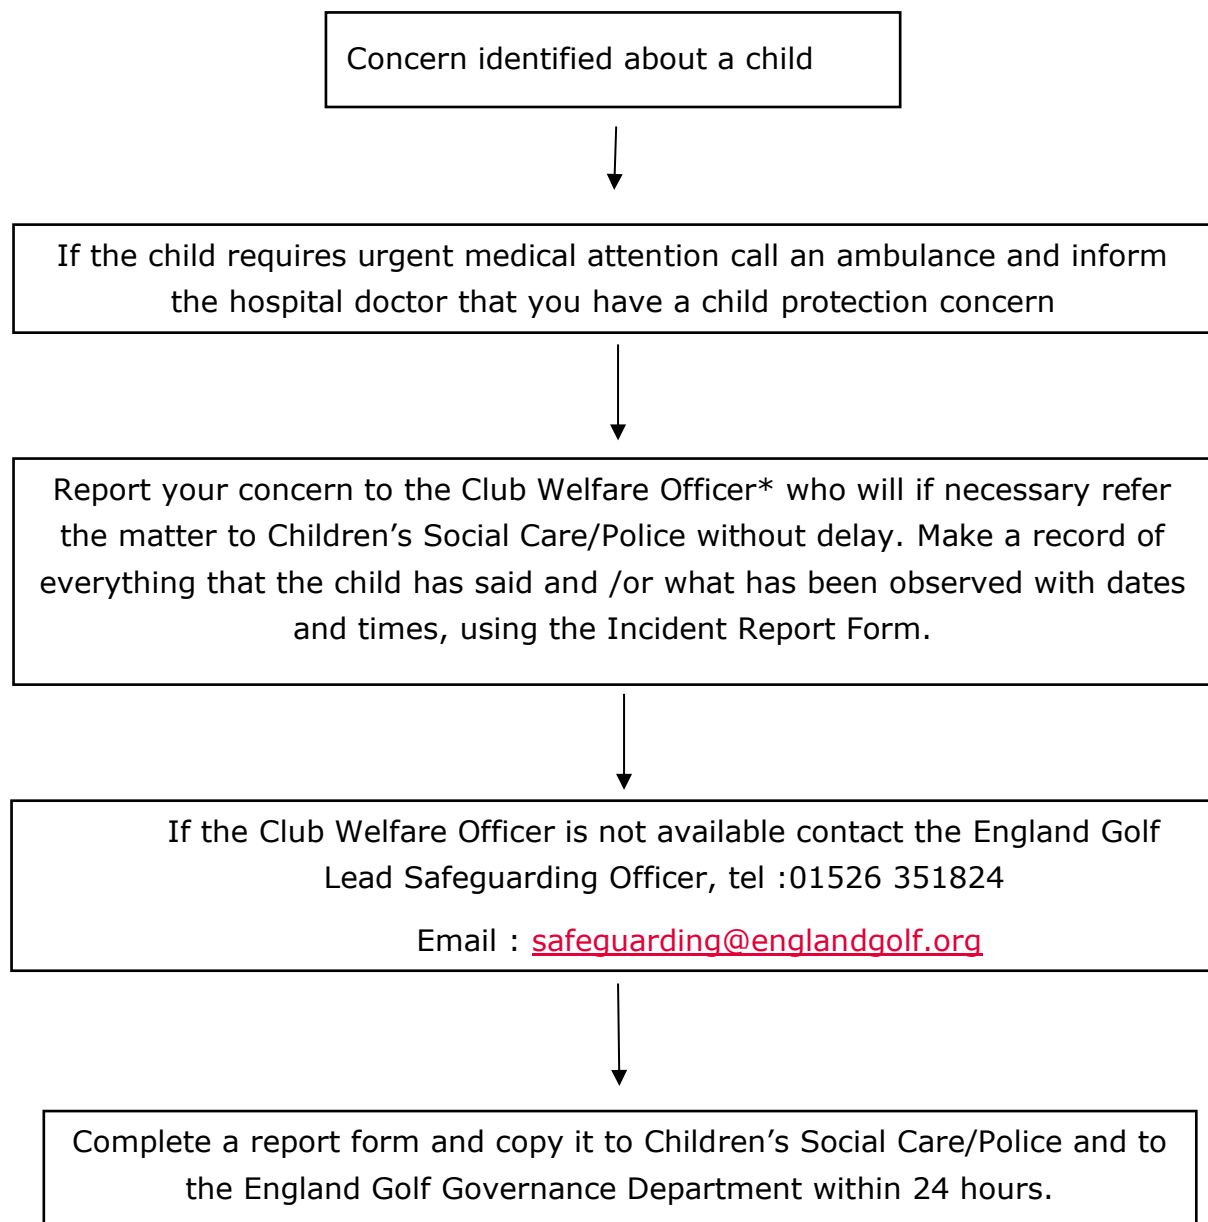 Concern identified about a child
If the child requires urgent medical attention call an ambulance and inform
the hospital doctor that you have a child protection concern
Report your concern to the Club Welfare Officer* who will if necessary refer
the matter to Children’s Social Care/Police without delay. Make a record of
everything that the child has said and /or what has been observed with dates
and times, using the Incident Report Form.
If the Club Welfare Officer is not available contact the England Golf
Lead Safeguarding Officer, tel :01526 351824
Email : safeguarding@englandgolf.org
Complete a report form and copy it to Children’s Social Care/Police and to
the England Golf Governance Department within 24 hours.